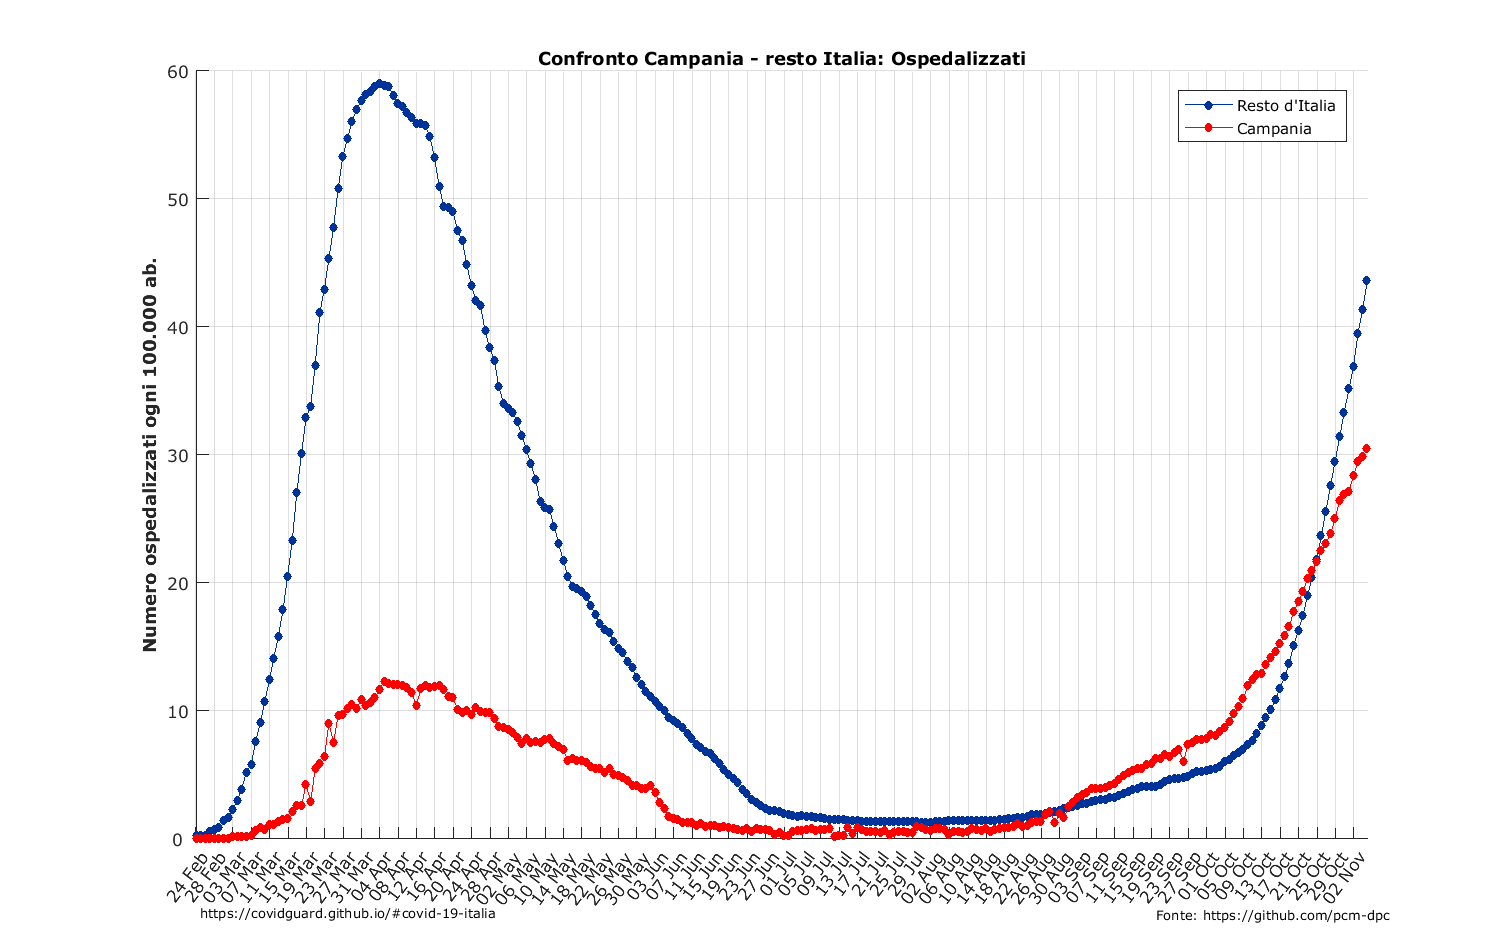 Confronto Campania - resto Italia: Ospedalizzati
Resto d'Italia
Campania
Numero ospedalizzati ogni 100.000 ab.
60
50
40
30
20
10
0
24 Feb
28 Feb
03 Mar
07 Mar
11 Mar
15 Mar
19 Mar
23 Mar
27 Mar
31 Mar
04 Apr
08 Apr
12 Apr
16 Apr
20 Apr
24 Apr
28 Apr
02 May
06 May
10 May
14 May
18 May
22 May
26 May
30 May
03 Jun
07 Jun
11 Jun
15 Jun
19 Jun
23 Jun
27 Jun
01 Jul
05 Jul
09 Jul
13 Jul
17 Jul
21 Jul
25 Jul
29 Jul
02 Aug
06 Aug
10 Aug
14 Aug
18 Aug
22 Aug
26 Aug
30 Aug
03 Sep
07 Sep
11 Sep
15 Sep
19 Sep
23 Sep
27 Sep
01 Oct
05 Oct
09 Oct
13 Oct
17 Oct
21 Oct
25 Oct
29 Oct
02 Nov
https://covidguard.github.io/#covid-19-italia
Fonte: https://github.com/pcm-dpc